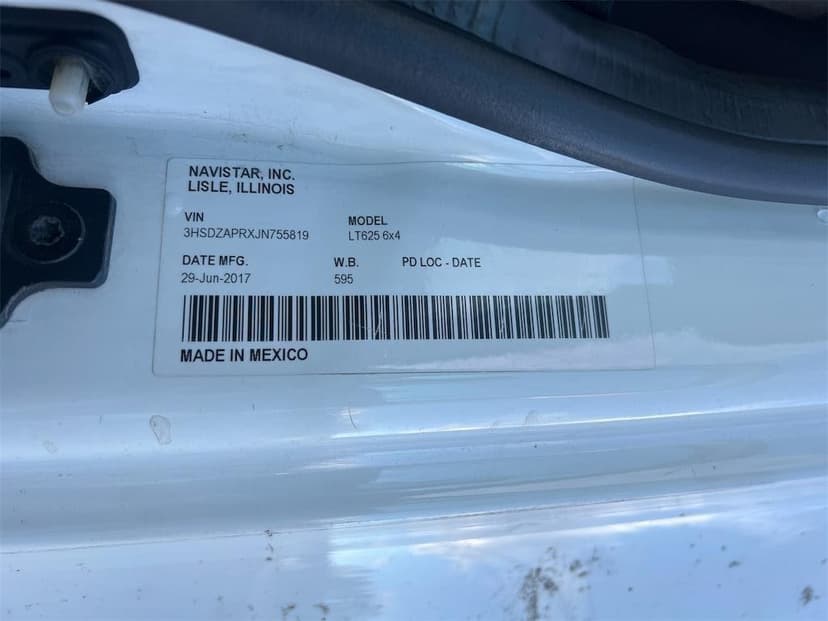 NAVISTAR, INC.
LISLE, ILLINOIS
VIN MODEL
3HSDZAPRXJN755819 LT625 6x4
DATE MFG. W.B. PD LOC - DATE
29-Jun-2017 595
MADE IN MEXICO